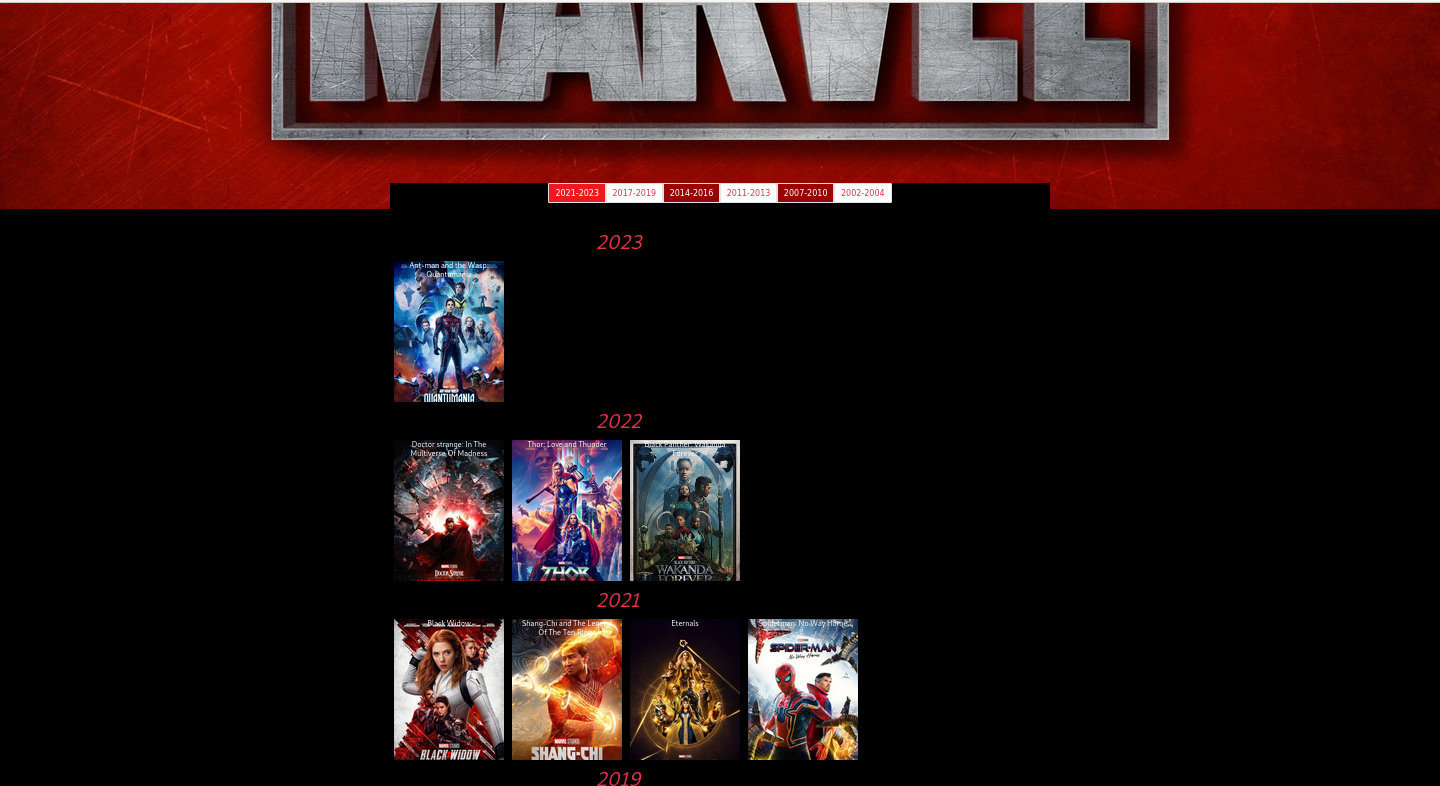 MARVEL
2021-2023 2017-2019 2014-2016 2011-2013 2007-2010 2002-2004
2023
Ant-man and the Wasp:
Quantumania
QUANTUMANIA
2022
Doctor strange: In The
Multiverse Of Madness
Thor: Love and Thunder
Black Panther: Wakanda
Forever
DOCTOR STRANGE
THOR
WAKANDA
FOREVER
2021
Black Widow
Shang-Chi and The Legend
Of The Ten Rings
Eternals
Spiderman: No Way Home
SPIDER-MAN
No Way Home
BLACK WIDOW
SHANG-CHI
2019